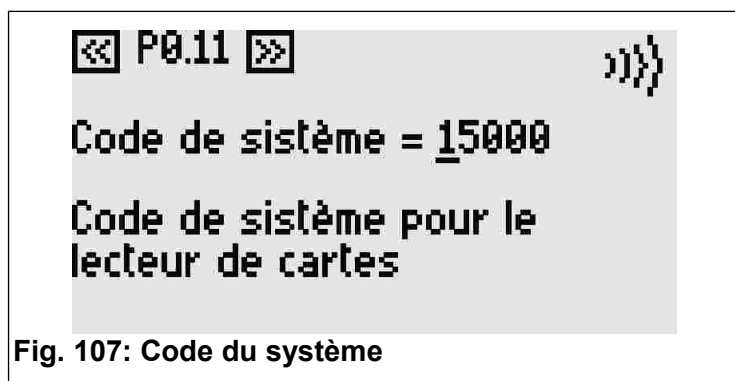 « P0.11 »
Code de sistème = 15000
Code de sistème pour le
lecteur de cartes
Fig. 107: Code du système